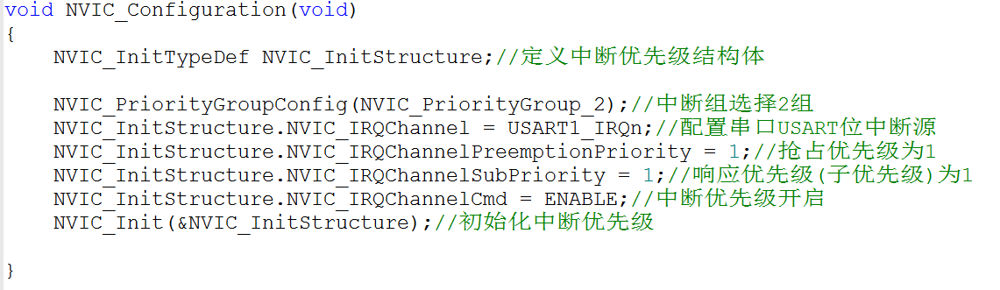 void NVIC_Configuration(void)
{
NVIC_InitTypeDef NVIC_InitStructure;//定义中断优先级结构体
NVIC_PriorityGroupConfig(NVIC_PriorityGroup_2);//中断组选择2组
NVIC_InitStructure.NVIC_IRQChannel = USART1_IRQn;//配置串口USART位中断源
NVIC_InitStructure.NVIC_IRQChannelPreemptionPriority = 1;//抢占优先级为1
NVIC_InitStructure.NVIC_IRQChannelSubPriority = 1;//响应优先级(子优先级)为1
NVIC_InitStructure.NVIC_IRQChannelCmd = ENABLE;//中断优先级开启
NVIC_Init(&NVIC_InitStructure);//初始化中断优先级
}